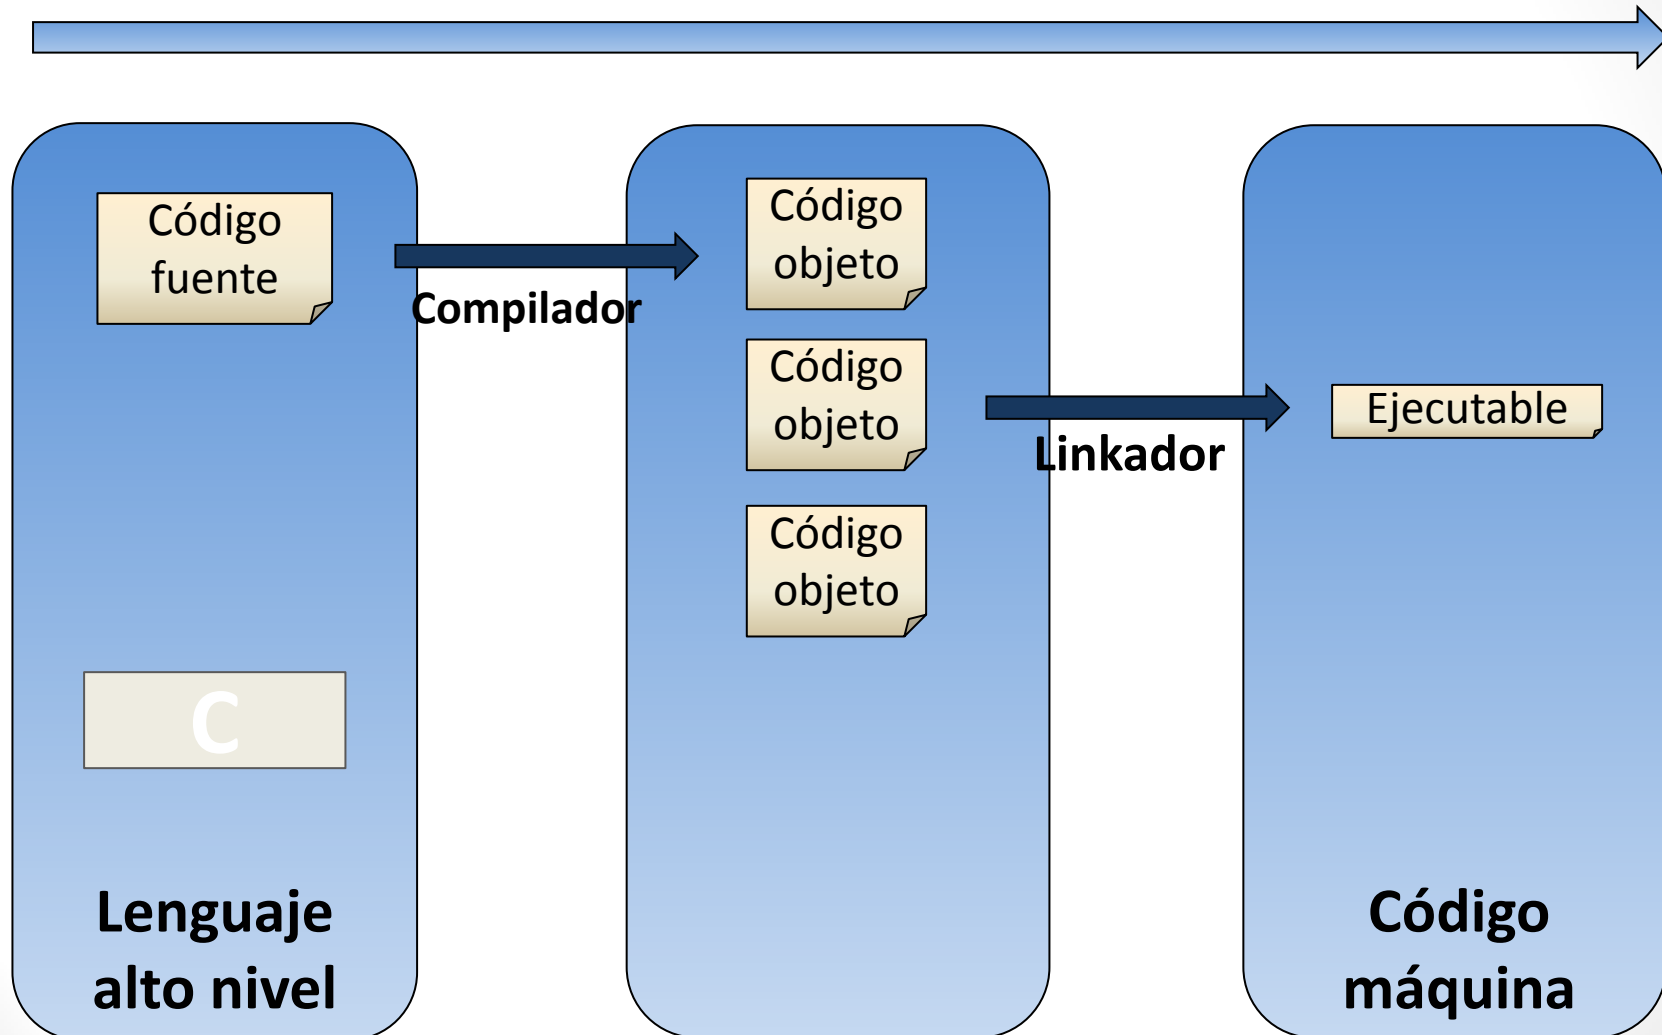 Código
fuente
Compilador
C
Lenguaje
alto nivel
Código
objeto
Código
objeto
Código
objeto
Linkador
Ejecutable
Código
máquina